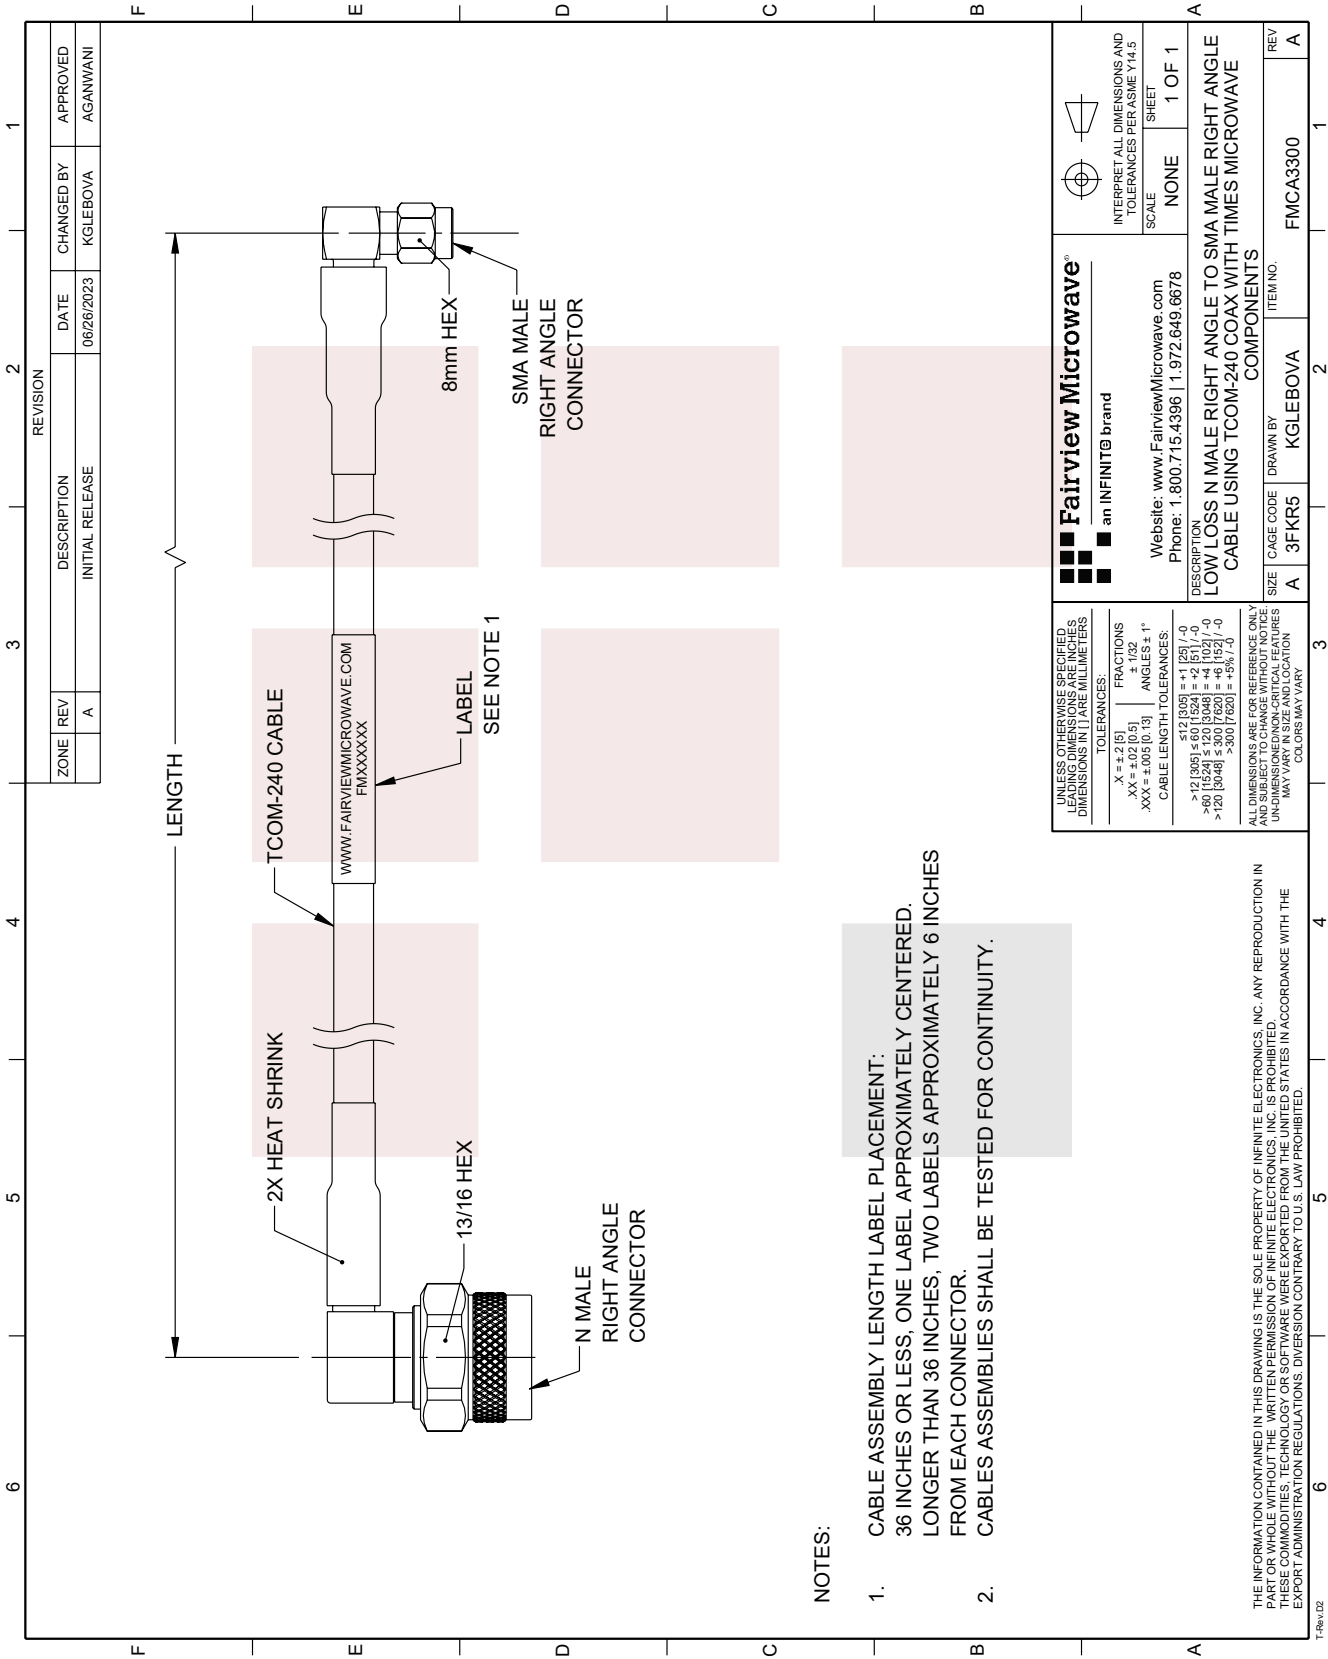 REVISION
ZONE REV DESCRIPTION DATE CHANGED BY APPROVED
A INITIAL RELEASE 06/26/2023 KGLEBOVA AGANWANI
6 5 4 3 2 1
F
E
D
C
B
A
LENGTH
2X HEAT SHRINK
TCOM-240 CABLE
WWW.FAIRVIEWMICROWAVE.COM
FMXXXXXX
13/16 HEX
8mm HEX
LABEL
SEE NOTE 1
N MALE
RIGHT ANGLE
CONNECTOR
SMA MALE
RIGHT ANGLE
CONNECTOR
NOTES:
1. CABLE ASSEMBLY LENGTH LABEL PLACEMENT:
36 INCHES OR LESS, ONE LABEL APPROXIMATELY CENTERED.
LONGER THAN 36 INCHES, TWO LABELS APPROXIMATELY 6 INCHES
FROM EACH CONNECTOR.
2. CABLES ASSEMBLIES SHALL BE TESTED FOR CONTINUITY.
UNLESS OTHERWISE SPECIFIED
LEADING DIMENSIONS ARE INCHES
DIMENSIONS IN [ ] ARE MILLIMETERS
TOLERANCES:
.X = ±.2 [5] FRACTIONS
.XX = ±.02 [0.5] ± 1/32
.XXX = ±.005 [0.13] ANGLES ± 1°
CABLE LENGTH TOLERANCES:
≤12 [305] = +1 [25] / -0
>12 [305] ≤ 60 [1524] = +2 [51] / -0
>60 [1524] ≤ 120 [3048] = +4 [102] / -0
>120 [3048] ≤ 300 [7620] = +6 [152] / -0
>300 [7620] = +5% / -0
ALL DIMENSIONS ARE FOR REFERENCE ONLY
AND SUBJECT TO CHANGE WITHOUT NOTICE.
UN-DIMENSIONED/NON-CRITICAL FEATURES
MAY VARY IN SIZE AND LOCATION
COLORS MAY VARY
Fairview Microwave®
an INFINIT@ brand
Website: www.FairviewMicrowave.com
Phone: 1.800.715.4396 | 1.972.649.6678
INTERPRET ALL DIMENSIONS AND
TOLERANCES PER ASME Y14.5
SCALE SHEET
NONE 1 OF 1
DESCRIPTION
LOW LOSS N MALE RIGHT ANGLE TO SMA MALE RIGHT ANGLE
CABLE USING TCOM-240 COAX WITH TIMES MICROWAVE
COMPONENTS
SIZE CAGE CODE DRAWN BY ITEM NO. REV
A 3FKR5 KGLEBOVA FMCA3300 A
THE INFORMATION CONTAINED IN THIS DRAWING IS THE SOLE PROPERTY OF INFINITE ELECTRONICS, INC. ANY REPRODUCTION IN
PART OR WHOLE WITHOUT THE WRITTEN PERMISSION OF INFINITE ELECTRONICS, INC. IS PROHIBITED.
THESE COMMODITIES, TECHNOLOGY OR SOFTWARE WERE EXPORTED FROM THE UNITED STATES IN ACCORDANCE WITH THE
EXPORT ADMINISTRATION REGULATIONS. DIVERSION CONTRARY TO U.S. LAW PROHIBITED.
F
E
D
C
B
A
6 5 4 3 2 1
T-Rev.D2